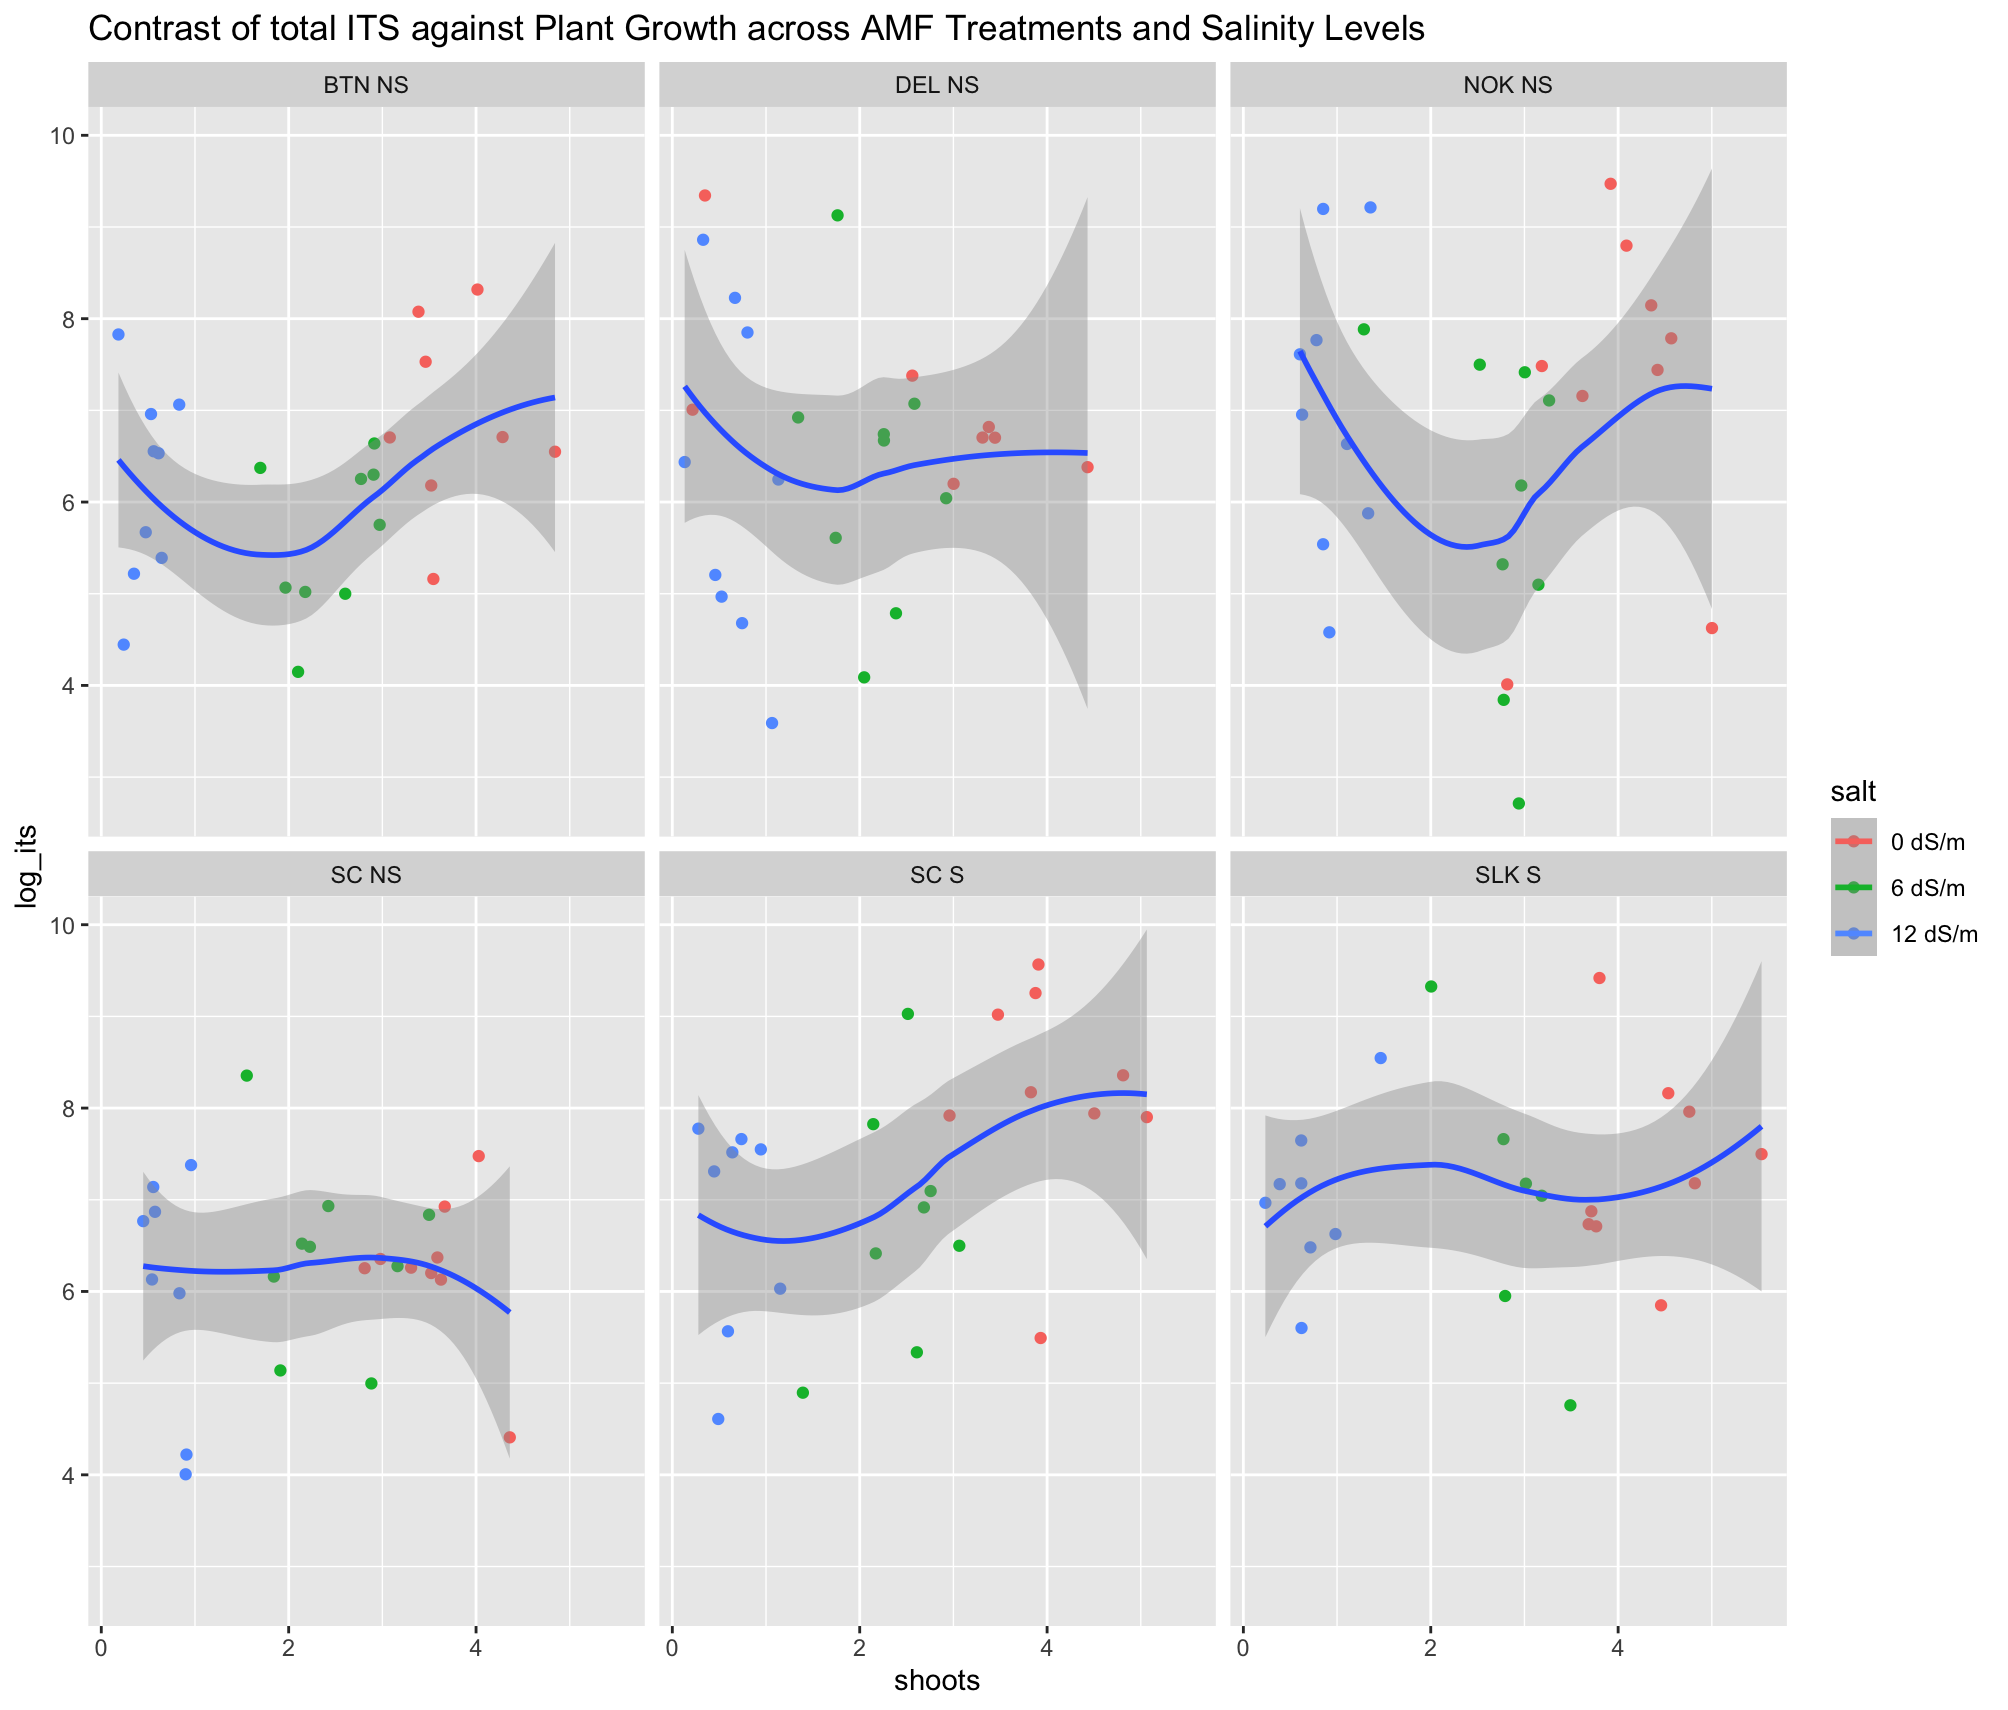 Contrast of total ITS against Plant Growth across AMF Treatments and Salinity Levels
BTN NS
DEL NS
NOK NS
10
8
6
4
SC NS
SC S
SLK S
10
8
6
4
0 2 4
0 2 4
0 2 4
shoots
log_its
salt
0 dS/m
6 dS/m
12 dS/m